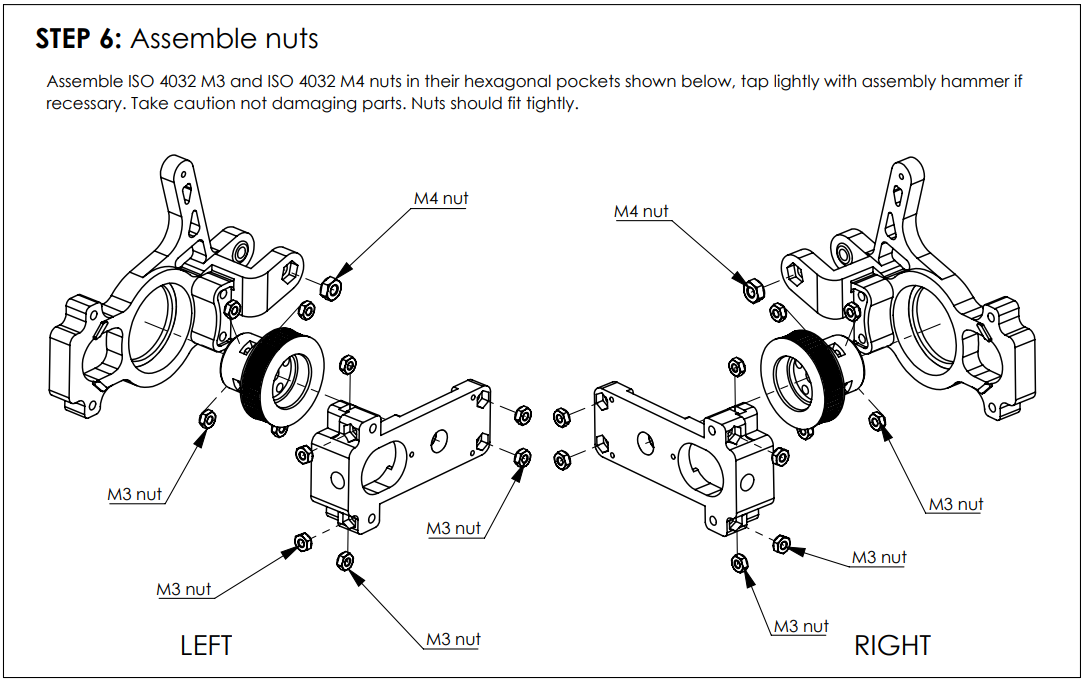 STEP 6: Assemble nuts
Assemble ISO 4032 M3 and ISO 4032 M4 nuts in their hexagonal pockets shown below, tap lightly with assembly hammer if
recessary. Take caution not damaging parts. Nuts should fit tightly.
M4 nut
M4 nut
M3 nut
M3 nut
M3 nut
M3 nut
M3 nut
M3 nut
M3 nut
LEFT
RIGHT